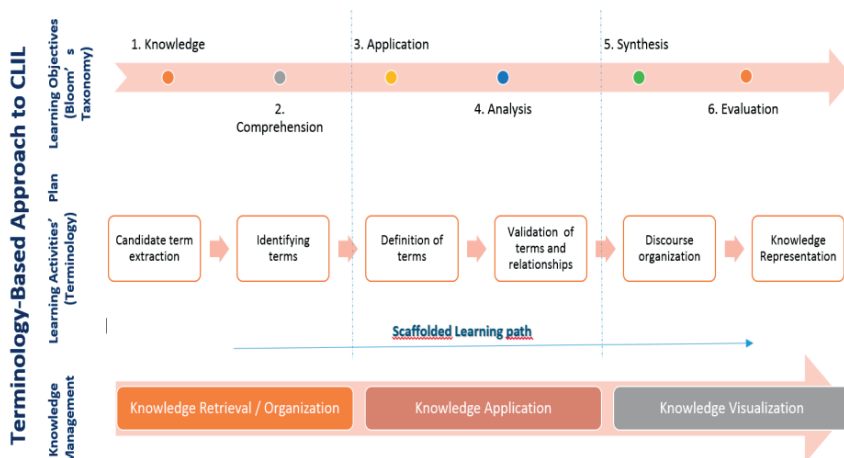 Terminology-Based Approach to CLIL
Learning Objectives
(Bloom' s
Taxonomy)
1. Knowledge
3. Application
5. Synthesis
2.
Comprehension
4. Analysis
6. Evaluation
Learning Activities' Plan
(Terminology)
Candidate term
extraction
Identifying
terms
Definition of
terms
Validation of
terms and
relationships
Discourse
organization
Knowledge
Representation
Scaffolded Learning path
Knowledge
Management
Knowledge Retrieval / Organization
Knowledge Application
Knowledge Visualization